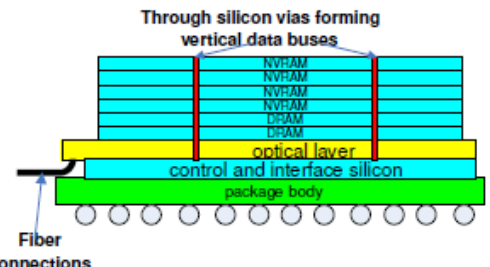 Through silicon vias forming
vertical data buses
NVRAM
NVRAM
NVRAM
NVRAM
DRAM
DRAM
optical layer
control and interface silicon
package body
Fiber
onnections